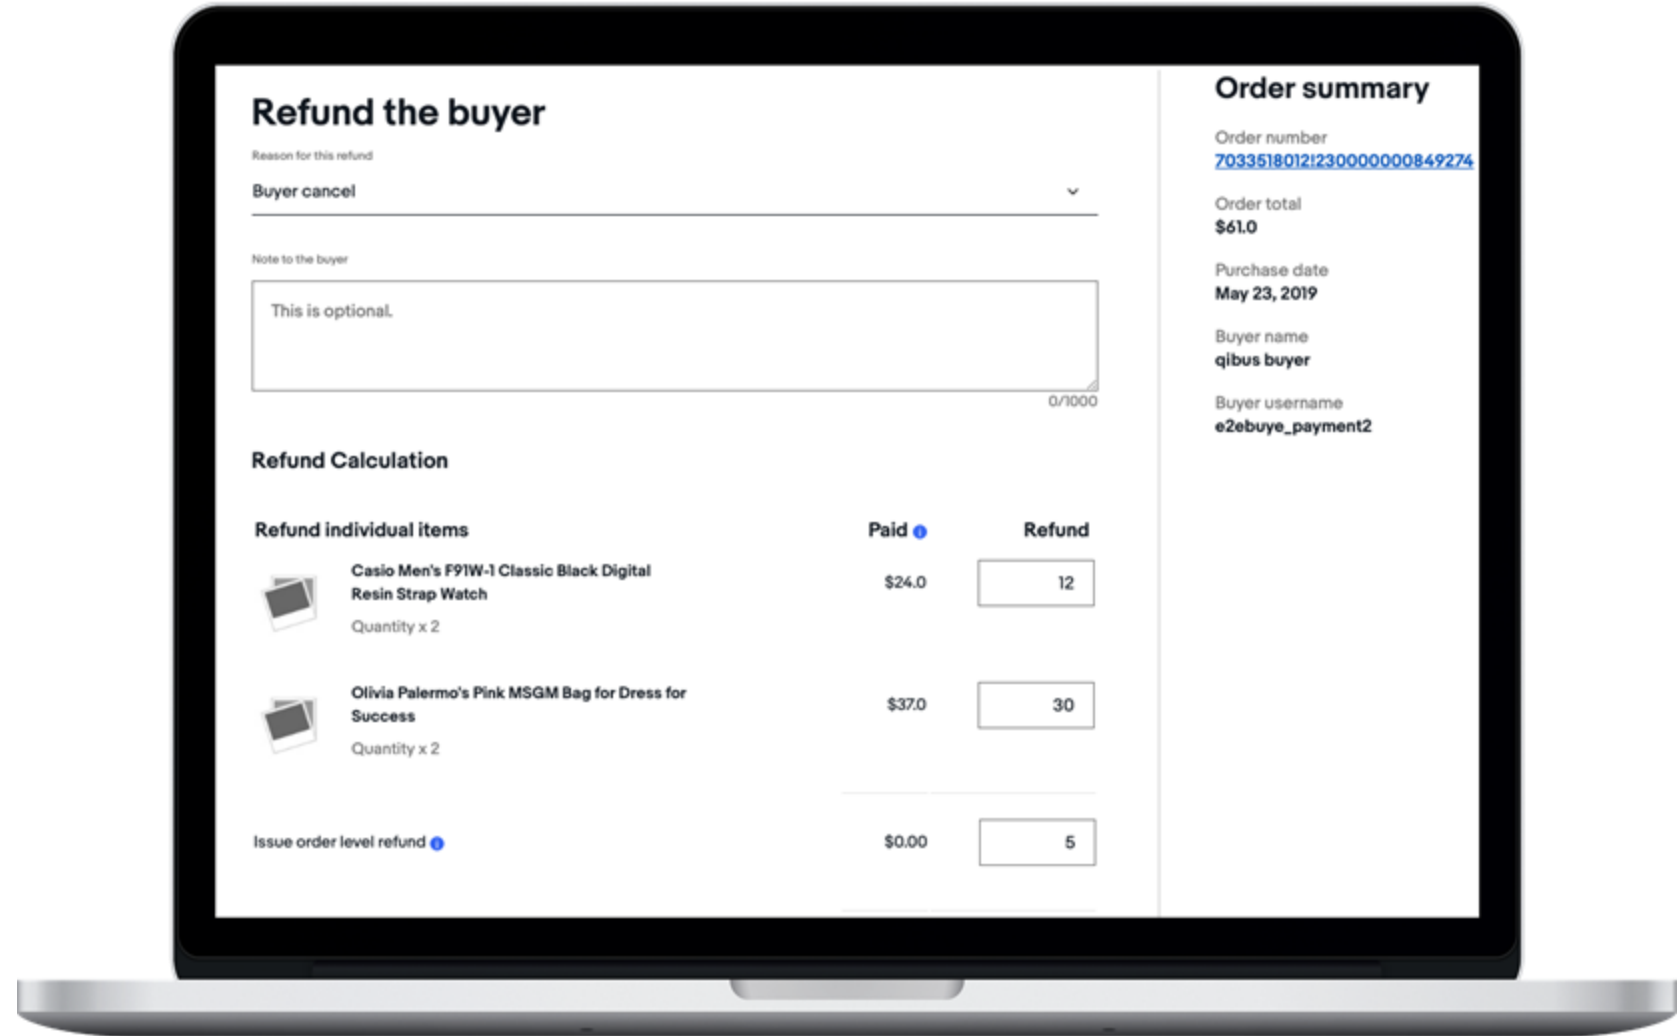 Refund the buyer
Reason for this refund
Buyer cancel
Note to the buyer
This is optional.
0/1000
Refund Calculation
Refund individual items Paid Refund
Casio Men's F91W-1 Classic Black Digital
Resin Strap Watch
Quantity x 2
$24.0 12
Olivia Palermo's Pink MSGM Bag for Dress for
Success
Quantity x 2
$37.0 30
Issue order level refund $0.00 5
Order summary
Order number
7033518012!230000000849274
Order total
$61.0
Purchase date
May 23, 2019
Buyer name
qibus buyer
Buyer username
e2ebuye_payment2